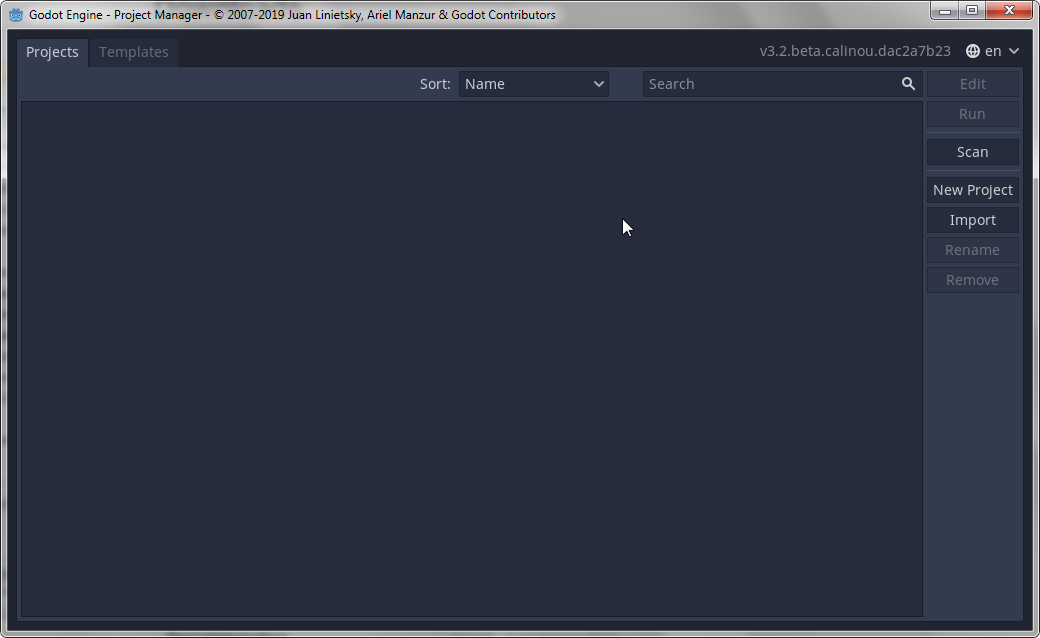 Godot Engine - Project Manager - © 2007-2019 Juan Linietsky, Ariel Manzur & Godot Contributors
Projects Templates v3.2.beta.calinou.dac2a7b23 en
Sort: Name Search Edit
Run
Scan
New Project
Import
Rename
Remove